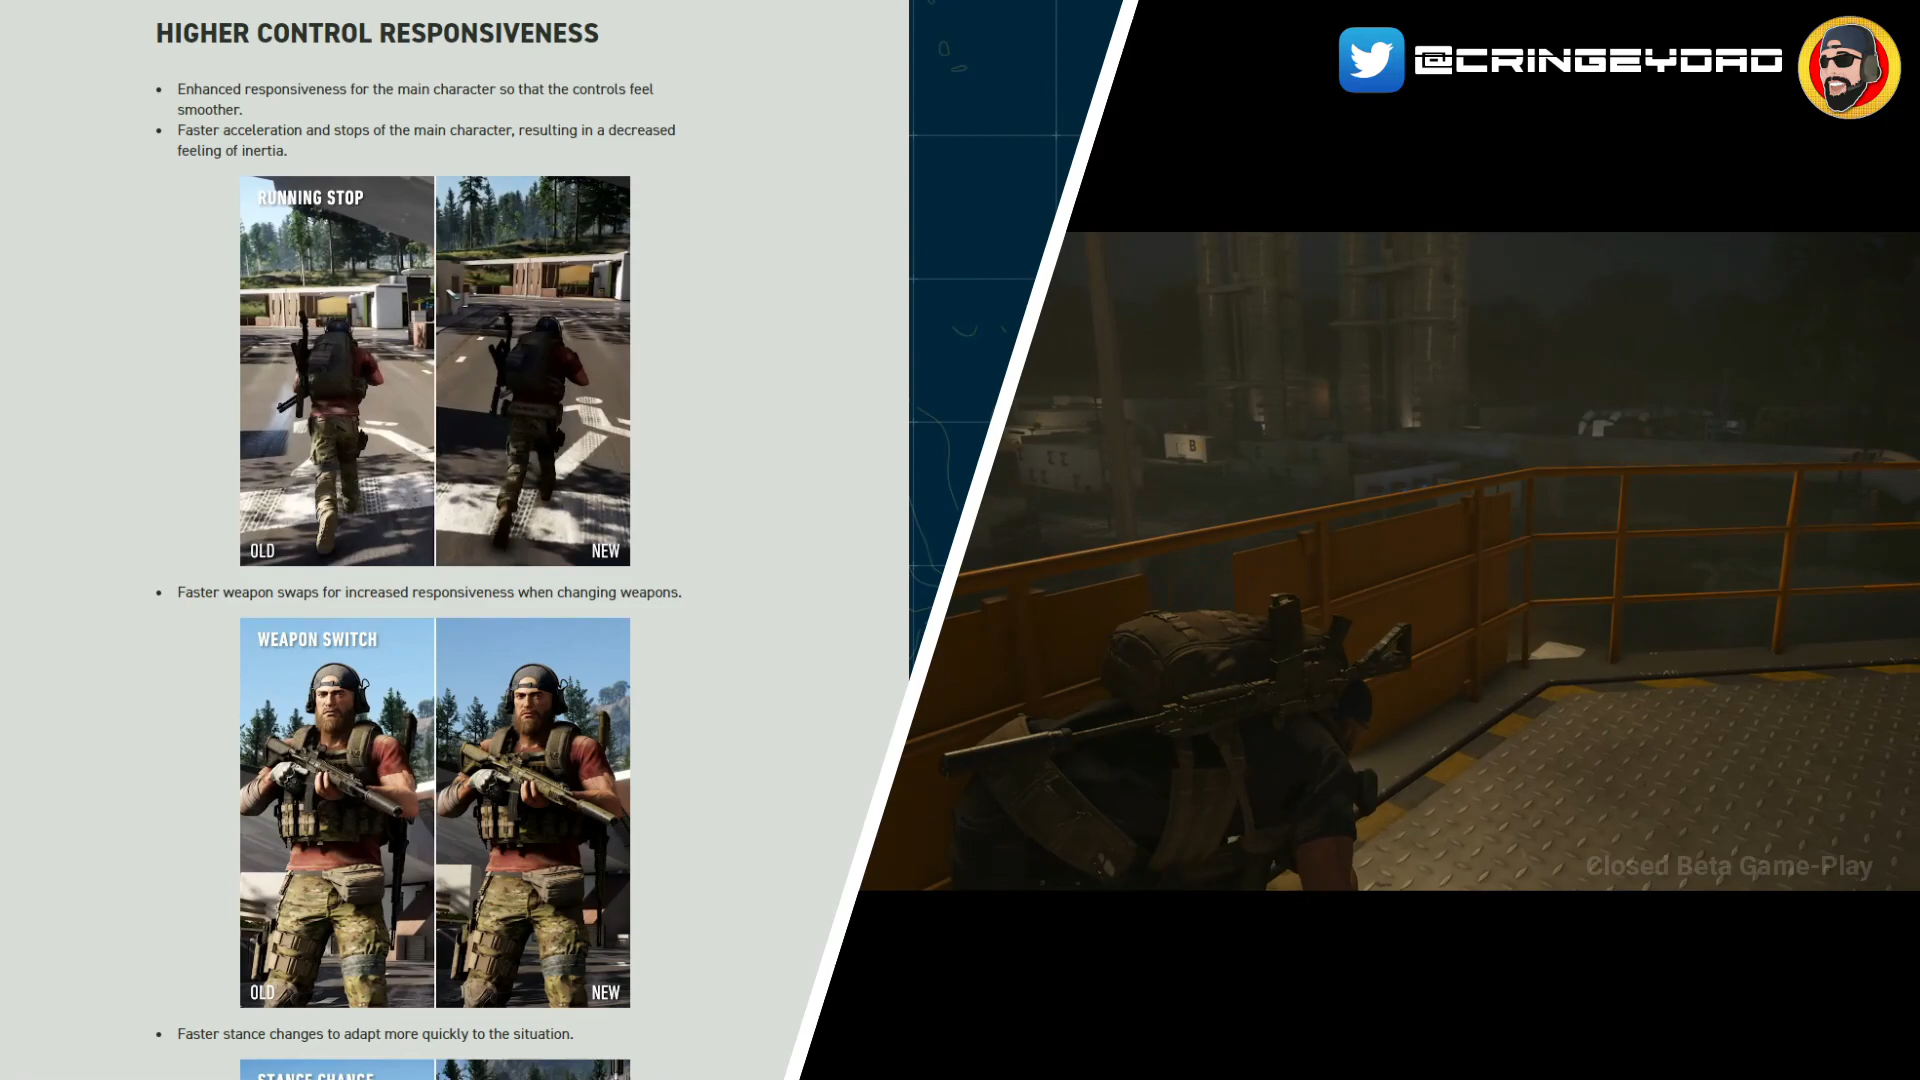 HIGHER CONTROL RESPONSIVENESS
Enhanced responsiveness for the main character so that the controls feel
smoother.
Faster acceleration and stops of the main character, resulting in a decreased
feeling of inertia.
RUNNING STOP
OLD
NEW
Faster weapon swaps for increased responsiveness when changing weapons.
WEAPON SWITCH
OLD
NEW
Faster stance changes to adapt more quickly to the situation.
STANCE CHANGE
@CRINGEYDAD
B
Closed Beta Game-Play